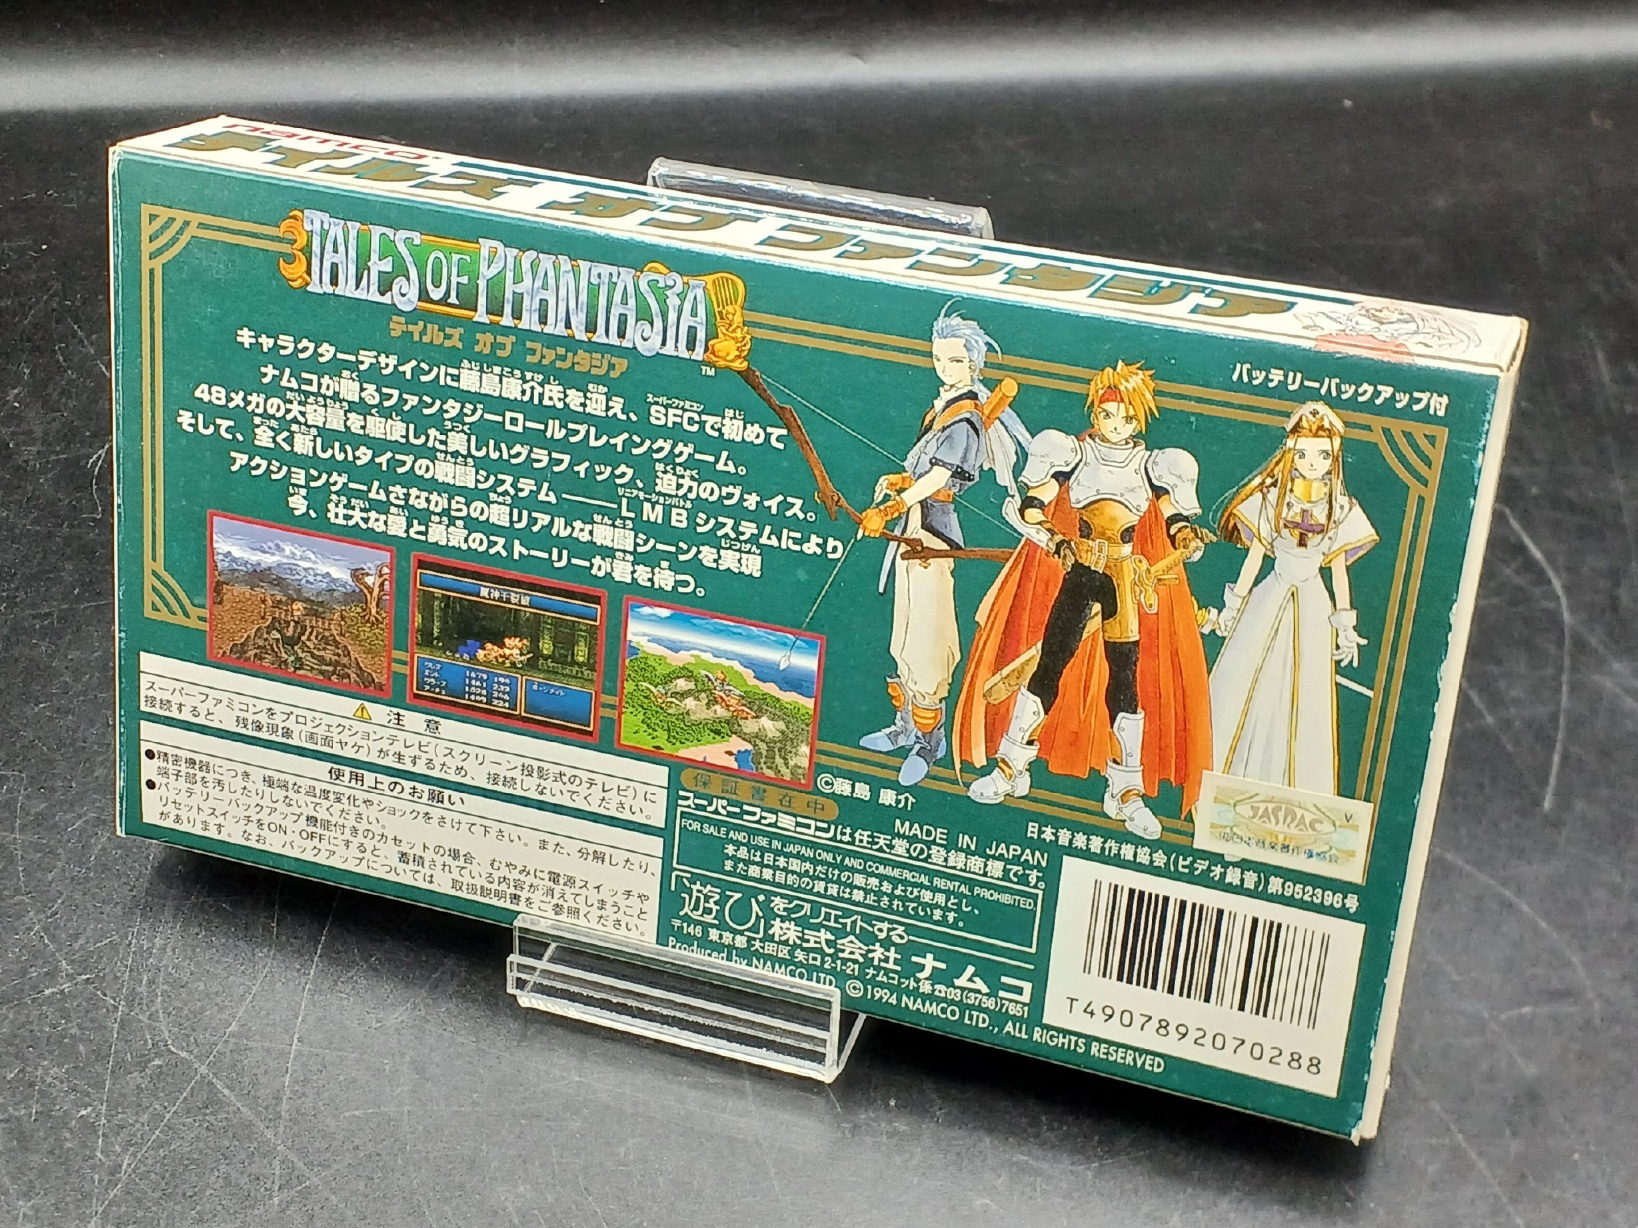 namco
テイルズ オブ ファンタジア
TALES OF PHANTASIA
テイルズ オブ ファンタジア
TM
バッテリーバックアップ付
キャラクターデザインに藤島康介氏を迎え、SFCで初めて
ナムコが贈るファンタジーロールプレイングゲーム。
48メガの大容量を駆使した美しいグラフィック、迫力のヴォイス。
そして、全く新しいタイプの戦闘システム――LMBシステムにより
アクションゲームさながらの超リアルな戦闘シーンを実現
今、壮大な愛と勇気のストーリーが君を待つ。
注意
スーパーファミコンをプロジェクションテレビ(スクリーン投影式のテレビ)に
接続すると、残像現象(画面ヤケ)が生ずるため、接続しないでください。
使用上のお願い
●精密機器につき、極端な温度変化やショックをさけて下さい。また、分解したり、
端子部を汚したりしないでください。
●バッテリーバックアップ機能付きのカセットの場合、むやみに電源スイッチや
リセットスイッチをON・OFFにすると、蓄積されている内容が消えてしまうこと
があります。なお、バックアップについては、取扱説明書をご参照ください。
保証書在中
©藤島 康介
MADE IN JAPAN
スーパーファミコンは任天堂の登録商標です。
FOR SALE AND USE IN JAPAN ONLY AND COMMERCIAL RENTAL PROHIBITED.
本品は日本国内だけの販売および使用とし、
また商業目的の賃貸は禁止されています。
「遊び」をクリエイトする――
株式会社 ナムコ
〒146 東京都 大田区 矢口 2-1-21 ナムコット係 ☎03(3756)7651
Produced by NAMCO LTD. ©1994 NAMCO LTD., ALL RIGHTS RESERVED
日本音楽著作権協会(ビデオ録音)第952396号
JASRAC
V
T4907892070288